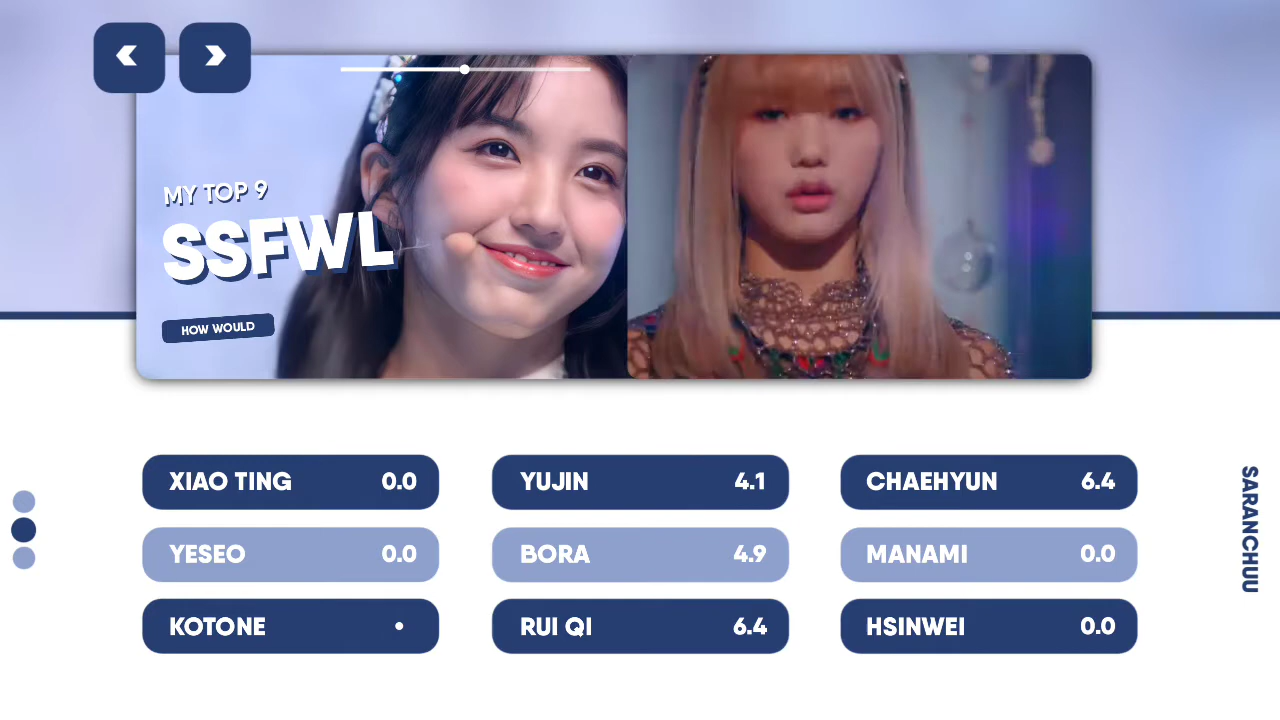 MY TOP 9
SSFWL
HOW WOULD
XIAO TING 0.0
YUJIN 4.1
CHAEHYUN 6.4
YESEO 0.0
BORA 4.9
MANAMI 0.0
KOTONE •
RUI QI 6.4
HSINWEI 0.0
SARANCHUU